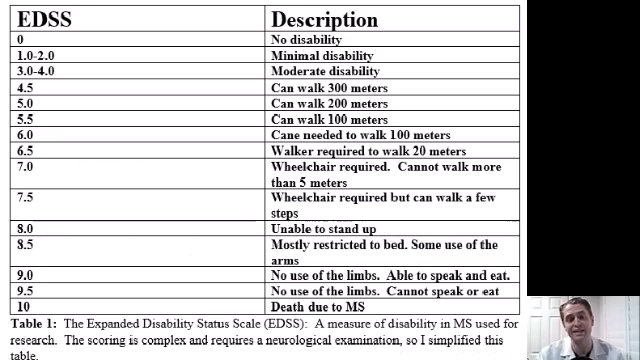 EDSS Description
0 No disability
1.0-2.0 Minimal disability
3.0-4.0 Moderate disability
4.5 Can walk 300 meters
5.0 Can walk 200 meters
5.5 Can walk 100 meters
6.0 Cane needed to walk 100 meters
6.5 Walker required to walk 20 meters
7.0 Wheelchair required. Cannot walk more
than 5 meters
7.5 Wheelchair required but can walk a few
steps
8.0 Unable to stand up
8.5 Mostly restricted to bed. Some use of the
arms
9.0 No use of the limbs. Able to speak and eat.
9.5 No use of the limbs. Cannot speak or eat
10 Death due to MS
Table 1: The Expanded Disability Status Scale (EDSS): A measure of disability in MS used for
research. The scoring is complex and requires a neurological examination, so I simplified this
table.